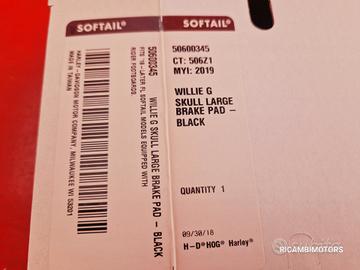 SOFTAIL®
50600345
WILLIE G SKULL LARGE BRAKE PAD – BLACK
FITS '18-LATER FL SOFTAIL MODELS EQUIPPED WITH
RIDER FOOTBOARDS.
HARLEY-DAVIDSON MOTOR COMPANY, MILWAUKEE WI 53201
MADE IN TAIWAN
SOFTAIL®
50600345
CT: 506Z1
MYI: 2019
WILLIE G
SKULL LARGE
BRAKE PAD –
BLACK
QUANTITY 1
09/30/18
H-D® HOG® Harley®
RICAMBIMOTORS